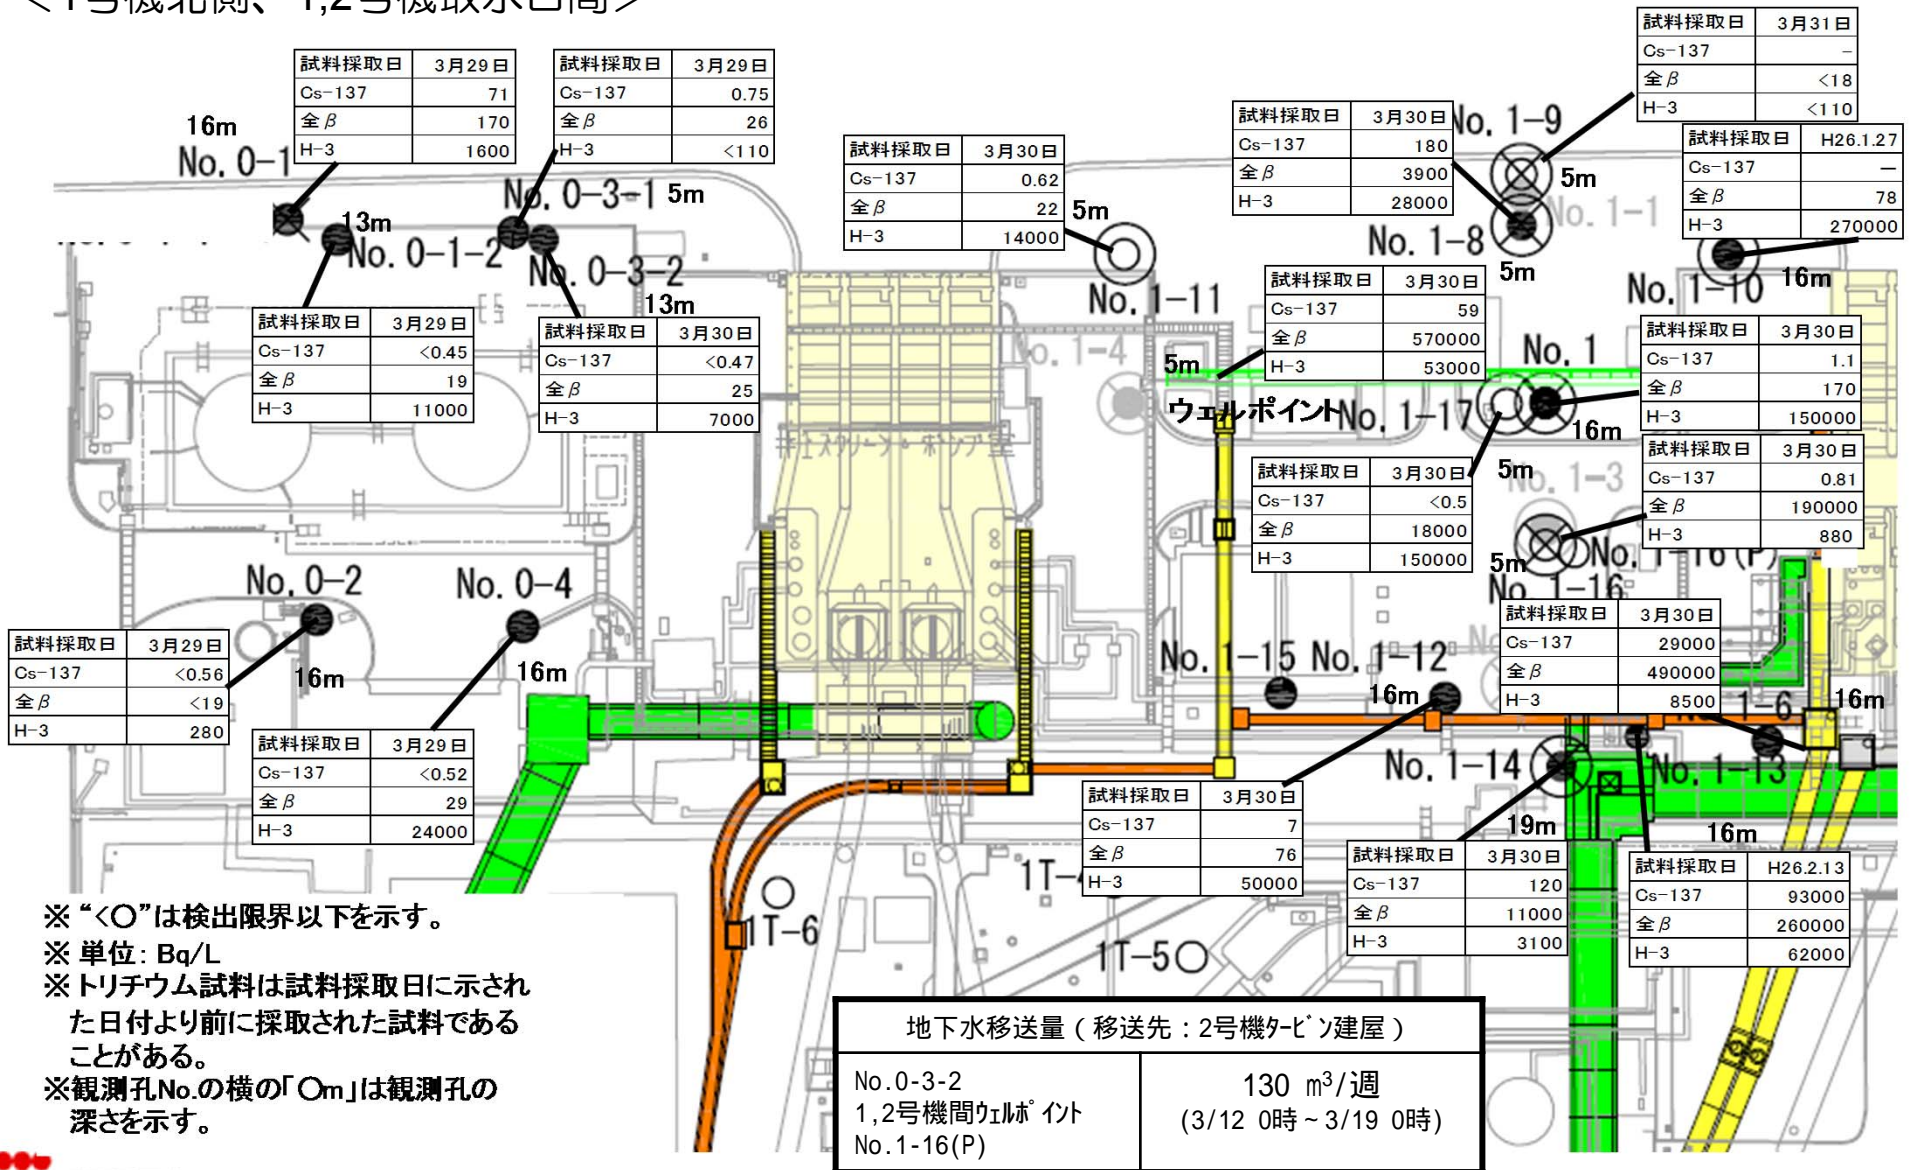 ＜1号機北側、1,2号機取水口間＞
試料採取日 3月29日
Cs-137 71
全β 170
H-3 1600
試料採取日 3月29日
Cs-137 0.75
全β 26
H-3 <110
試料採取日 3月30日
Cs-137 0.62
全β 22
H-3 14000
試料採取日 3月30日
Cs-137 180
全β 3900
H-3 28000
試料採取日 3月31日
Cs-137 -
全β <18
H-3 <110
試料採取日 H26.1.27
Cs-137 —
全β 78
H-3 270000
16m
No. 0-1
No. 0-3-1 5m
13m
No. 0-1-2
No. 0-3-2
13m
5m
No. 1-11
No. 1-9
5m
No. 1-1
No. 1-8
5m
No. 1-10 16m
試料採取日 3月29日
Cs-137 <0.45
全β 19
H-3 11000
試料採取日 3月30日
Cs-137 <0.47
全β 25
H-3 7000
試料採取日 3月30日
Cs-137 59
全β 570000
H-3 53000
試料採取日 3月30日
Cs-137 1.1
全β 170
H-3 150000
5m
ウェルポイント
No. 1-17
No. 1
16m
5m
No. 1-3
試料採取日 3月30日
Cs-137 <0.5
全β 18000
H-3 150000
試料採取日 3月30日
Cs-137 0.81
全β 190000
H-3 880
5m
No. 1-16(P)
No. 1-16
No. 0-2
16m
No. 0-4
16m
試料採取日 3月29日
Cs-137 <0.56
全β <19
H-3 280
試料採取日 3月29日
Cs-137 <0.52
全β 29
H-3 24000
No. 1-15 No. 1-12
16m
試料採取日 3月30日
Cs-137 29000
全β 490000
H-3 8500
1-6
16m
No. 1-14
19m
No. 1-13
16m
試料採取日 3月30日
Cs-137 7
全β 76
H-3 50000
試料採取日 3月30日
Cs-137 120
全β 11000
H-3 3100
試料採取日 H26.2.13
Cs-137 93000
全β 260000
H-3 62000
1T-6
1T-5
※ “<○”は検出限界以下を示す。
※ 単位: Bq/L
※トリチウム試料は試料採取日に示され
た日付より前に採取された試料である
ことがある。
※観測孔No.の横の「○m」は観測孔の
深さを示す。
地下水移送量（移送先：2号機ﾀｰﾋﾞﾝ建屋）
No.0-3-2
1,2号機間ｳｪﾙﾎﾟｲﾝﾄ
No.1-16(P)
130 m³/週
(3/12 0時~3/19 0時)